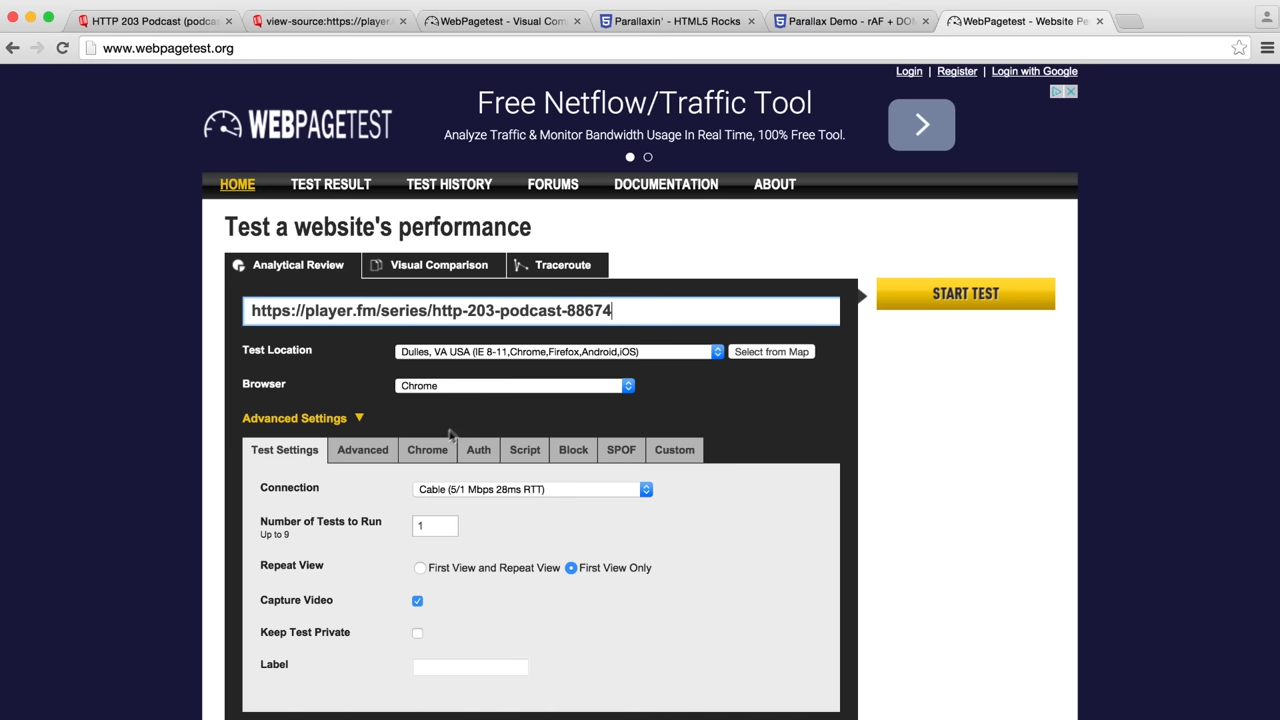 HTTP 203 Podcast (podca
view-source:https://player.f
WebPagetest - Visual Com
Parallaxin' - HTML5 Rocks
Parallax Demo - rAF + DOM
WebPagetest - Website Pe
www.webpagetest.org
Login | Register | Login with Google
WEBPAGETEST
Free Netflow/Traffic Tool
Analyze Traffic & Monitor Bandwidth Usage In Real Time, 100% Free Tool.
HOME TEST RESULT TEST HISTORY FORUMS DOCUMENTATION ABOUT
Test a website's performance
Analytical Review Visual Comparison Traceroute
https://player.fm/series/http-203-podcast-88674
START TEST
Test Location Dulles, VA USA (IE 8-11,Chrome,Firefox,Android,iOS) Select from Map
Browser Chrome
Advanced Settings
Test Settings Advanced Chrome Auth Script Block SPOF Custom
Connection Cable (5/1 Mbps 28ms RTT)
Number of Tests to Run 1
Up to 9
Repeat View First View and Repeat View First View Only
Capture Video
Keep Test Private
Label